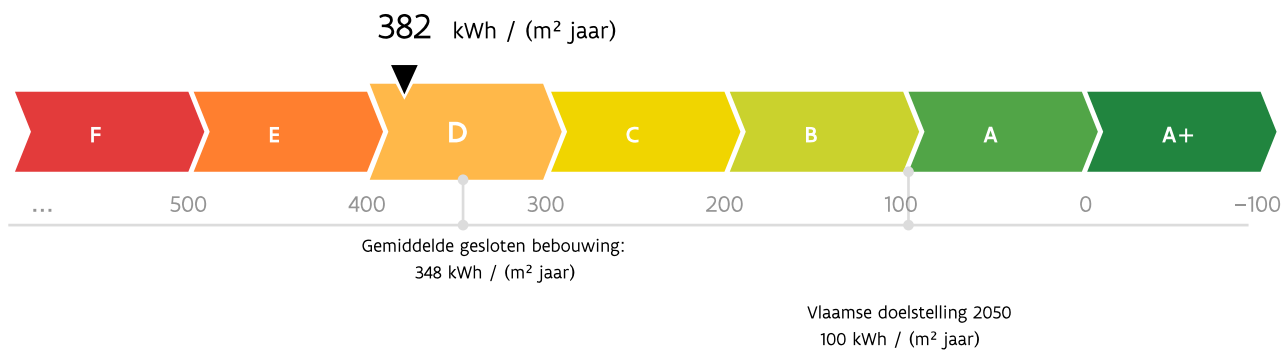 382 kWh / (m² jaar)
F E D C B A A+
... 500 400 300 200 100 0 –100
Gemiddelde gesloten bebouwing:
348 kWh / (m² jaar)
Vlaamse doelstelling 2050
100 kWh / (m² jaar)